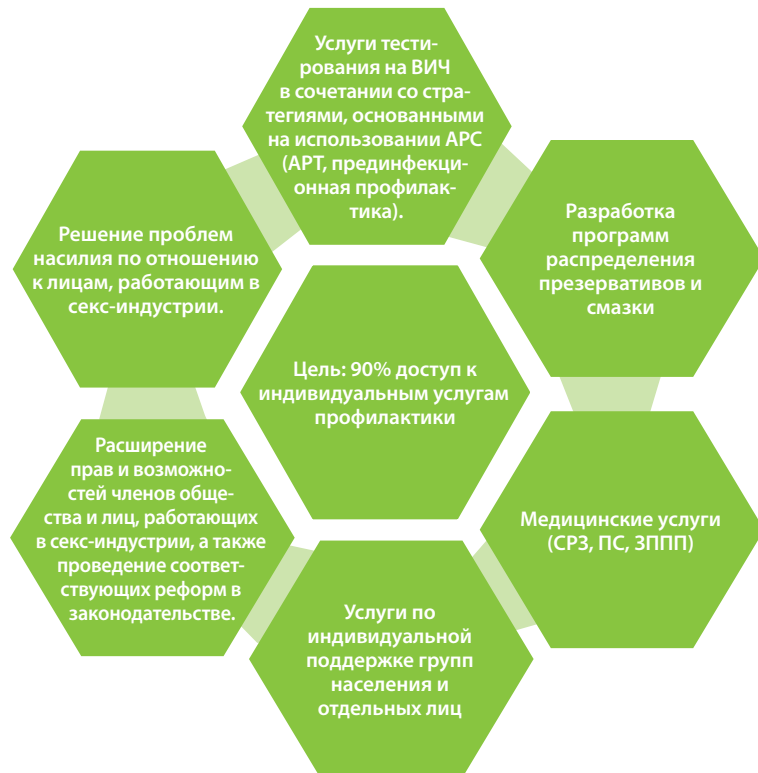 Услуги тести-
рования на ВИЧ
в сочетании со стра-
тегиями, основанными
на использовании АРС
(АРТ, прединфекци-
онная профилак-
тика).
Разработка
программ
распределения
презервативов и
смазки
Медицинские услуги
(СРЗ, ПС, ЗППП)
Услуги по
индивидуальной
поддержке групп
населения и
отдельных лиц
Расширение
прав и возможно-
стей членов обще-
ства и лиц, работающих
в секс-индустрии, а также
проведение соответ-
ствующих реформ в
законодательстве.
Решение проблем
насилия по отношению
к лицам, работающим в
секс-индустрии.
Цель: 90% доступ к
индивидуальным услугам
профилактики